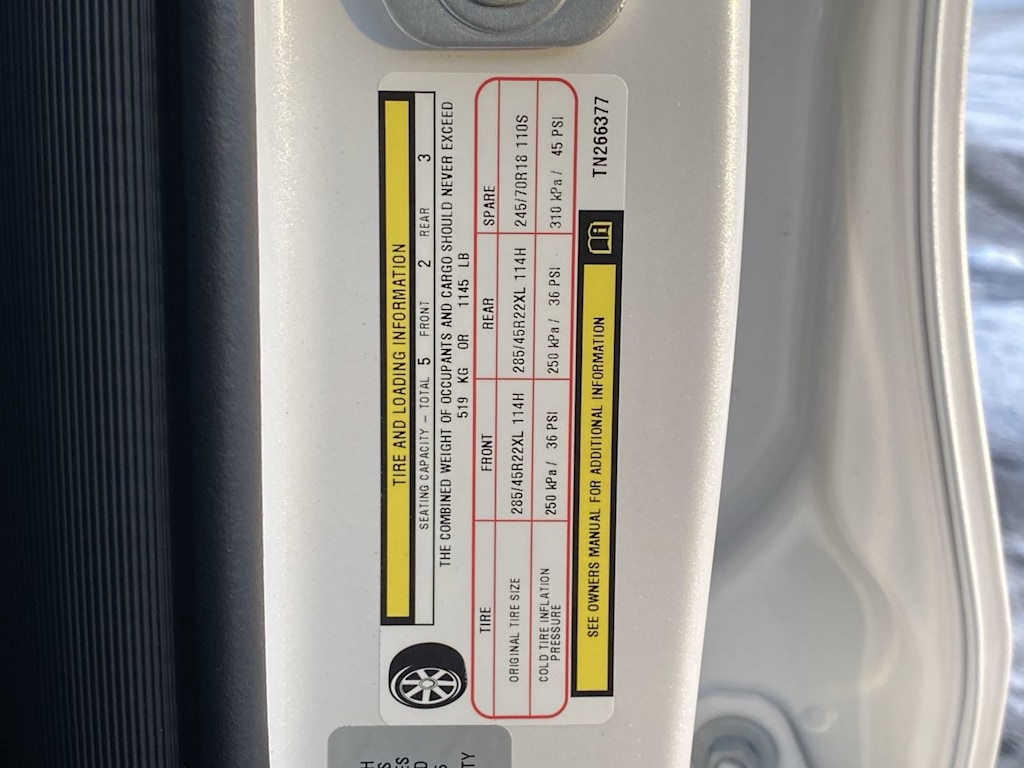 TIRE AND LOADING INFORMATION
SEATING CAPACITY – TOTAL 5 FRONT 2 REAR 3
THE COMBINED WEIGHT OF OCCUPANTS AND CARGO SHOULD NEVER EXCEED
519 KG OR 1145 LB
TIRE FRONT REAR SPARE
ORIGINAL TIRE SIZE 285/45R22XL 114H 285/45R22XL 114H 245/70R18 110S
COLD TIRE INFLATION PRESSURE 250 kPa / 36 PSI 250 kPa / 36 PSI 310 kPa / 45 PSI
SEE OWNERS MANUAL FOR ADDITIONAL INFORMATION
TN266377